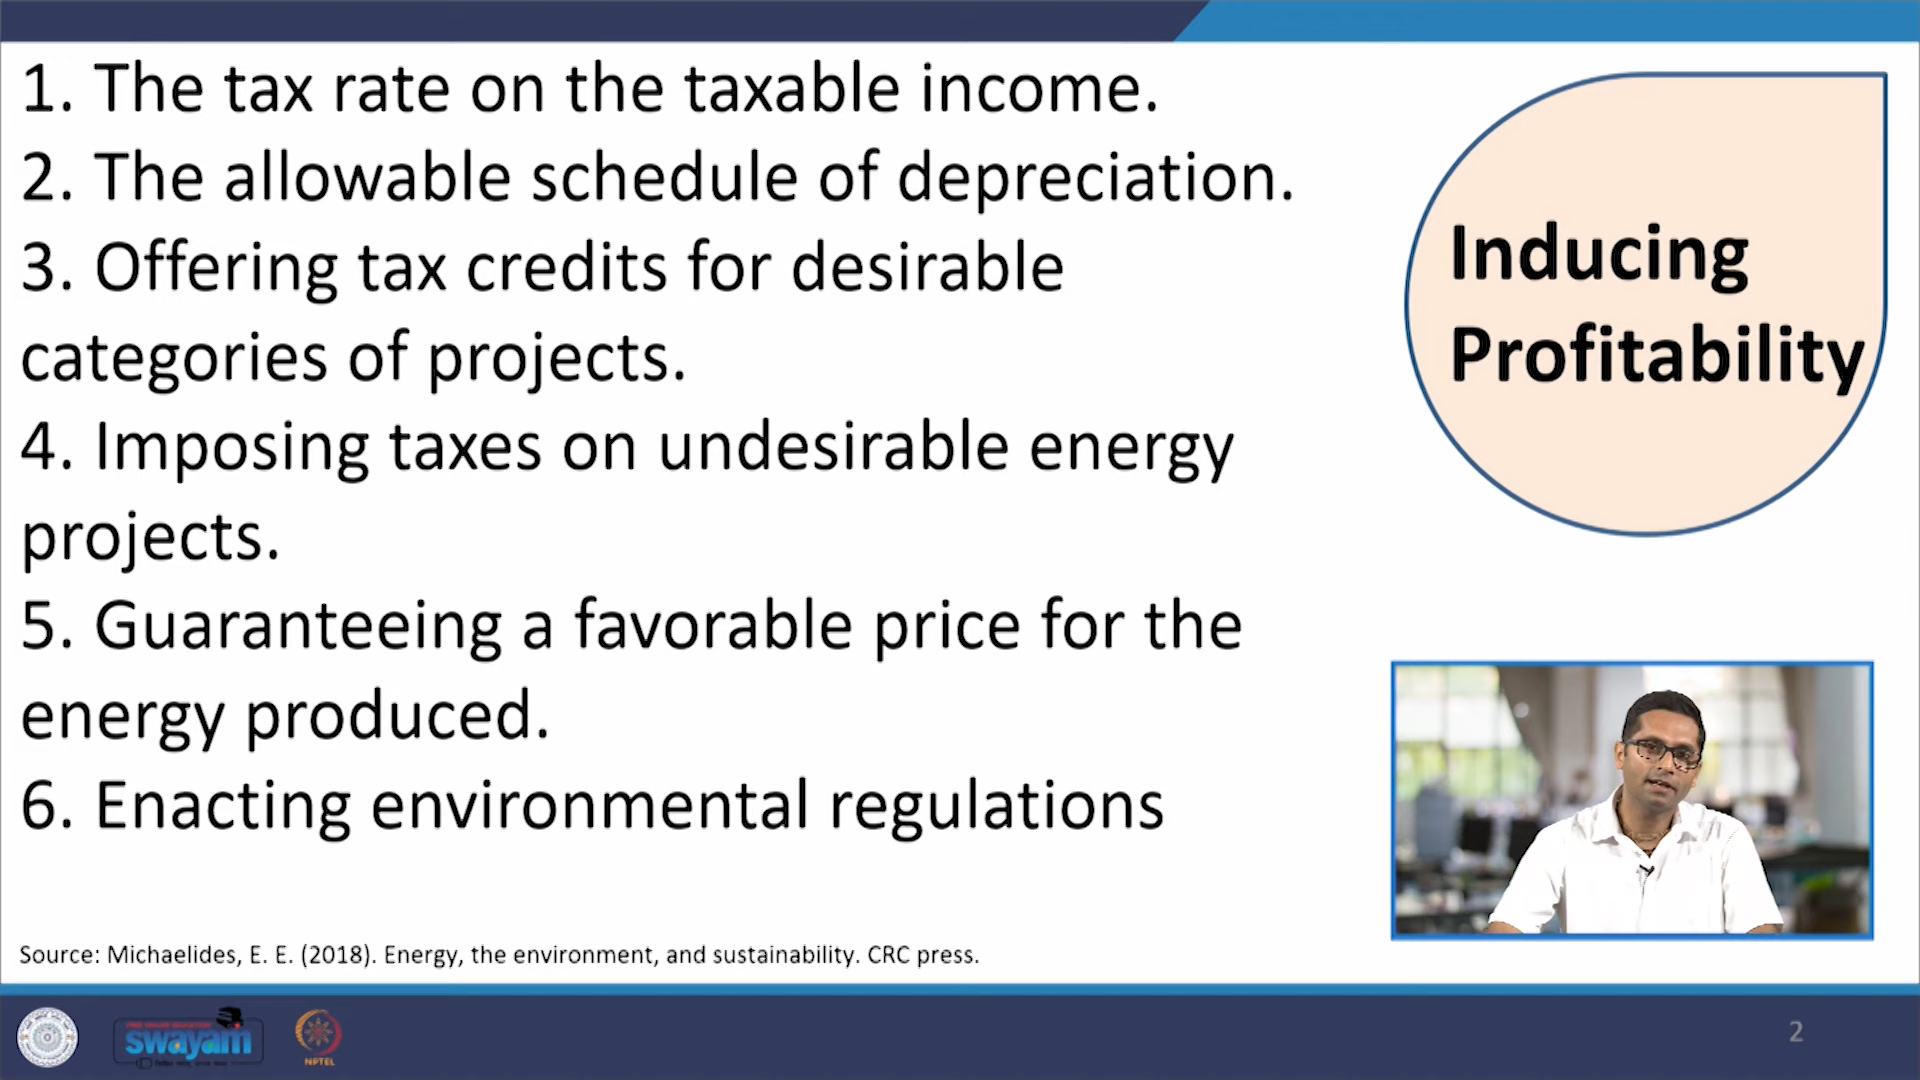 1. The tax rate on the taxable income.
2. The allowable schedule of depreciation.
3. Offering tax credits for desirable
categories of projects.
4. Imposing taxes on undesirable energy
projects.
5. Guaranteeing a favorable price for the
energy produced.
6. Enacting environmental regulations
Inducing
Profitability
Source: Michaelides, E. E. (2018). Energy, the environment, and sustainability. CRC press.
swayam
NPTEL
2